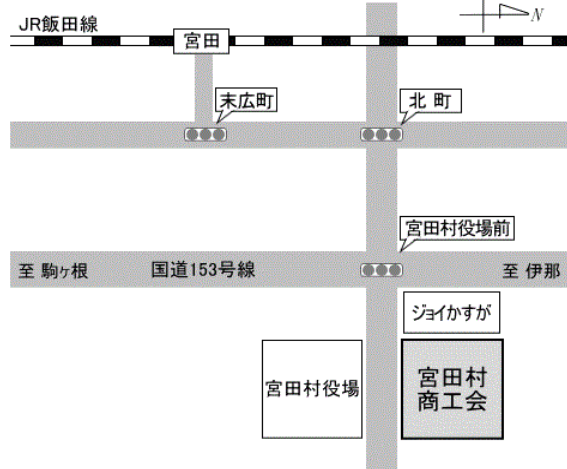 JR飯田線
N
宮田
末広町
北町
宮田村役場前
至 駒ヶ根
国道153号線
至 伊那
ジョイかすが
宮田村役場
宮田村
商工会